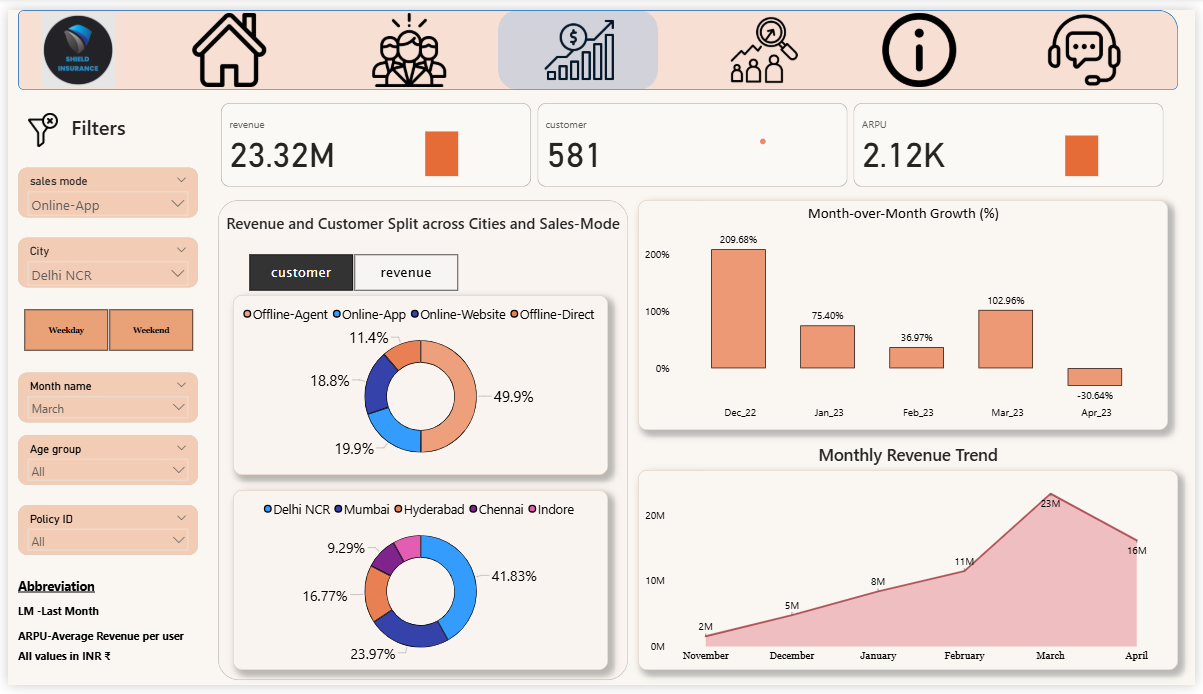 SHIELD
INSURANCE
Filters
sales mode
Online-App
City
Delhi NCR
Weekday
Weekend
Month name
March
Age group
All
Policy ID
All
Abbreviation
LM -Last Month
ARPU-Average Revenue per user
All values in INR ₹
revenue
23.32M
customer
581
ARPU
2.12K
Revenue and Customer Split across Cities and Sales-Mode
customer
revenue
Offline-Agent Online-App Online-Website Offline-Direct
11.4%
18.8%
49.9%
19.9%
Delhi NCR Mumbai Hyderabad Chennai Indore
9.29%
41.83%
16.77%
23.97%
Month-over-Month Growth (%)
200%
100%
0%
209.68%
75.40%
36.97%
102.96%
-30.64%
Dec_22 Jan_23 Feb_23 Mar_23 Apr_23
Monthly Revenue Trend
20M
10M
0M
2M
5M
8M
11M
23M
16M
November December January February March April